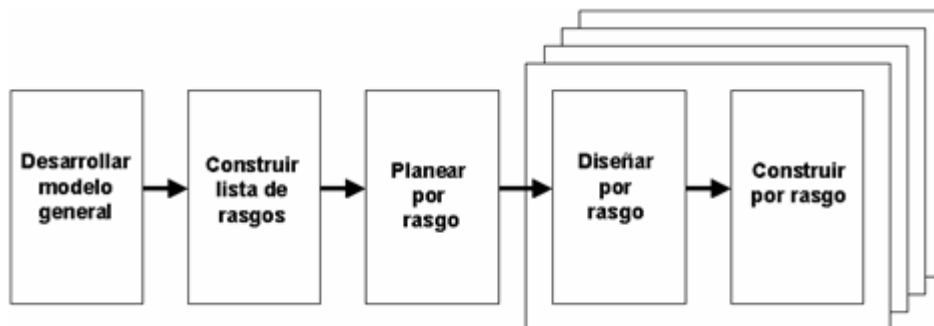 Desarrollar
modelo
general
Construir
lista de
rasgos
Planear
por
rasgo
Diseñar
por
rasgo
Construir
por rasgo